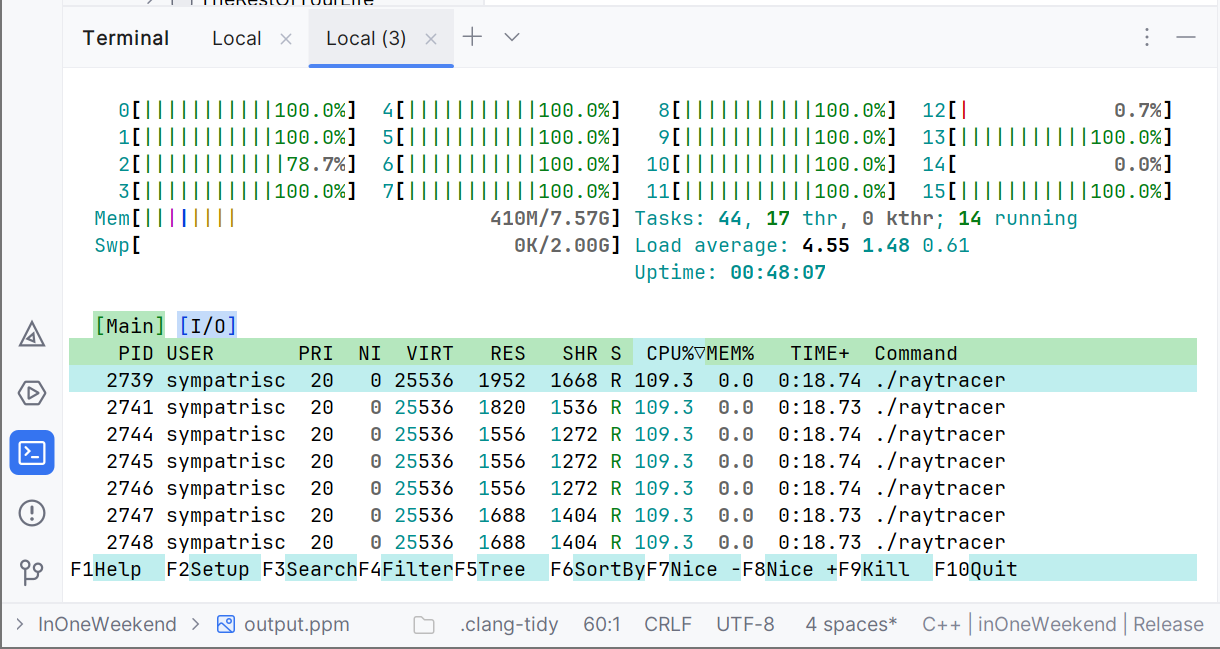 TheRestOfYourLife
Terminal Local × Local (3) ×
0[|||||||||||100.0%] 4[|||||||||||100.0%] 8[|||||||||||100.0%] 12[| 0.7%]
1[|||||||||||100.0%] 5[|||||||||||100.0%] 9[|||||||||||100.0%] 13[|||||||||||100.0%]
2[||||||||||||78.7%] 6[|||||||||||100.0%] 10[|||||||||||100.0%] 14[ 0.0%]
3[|||||||||||100.0%] 7[|||||||||||100.0%] 11[|||||||||||100.0%] 15[|||||||||||100.0%]
Mem[|||||||| 410M/7.57G] Tasks: 44, 17 thr, 0 kthr; 14 running
Swp[ 0K/2.00G] Load average: 4.55 1.48 0.61
Uptime: 00:48:07
[Main] [I/O]
PID USER PRI NI VIRT RES SHR S CPU%▽MEM% TIME+ Command
2739 sympatrisc 20 0 25536 1952 1668 R 109.3 0.0 0:18.74 ./raytracer
2741 sympatrisc 20 0 25536 1820 1536 R 109.3 0.0 0:18.73 ./raytracer
2744 sympatrisc 20 0 25536 1556 1272 R 109.3 0.0 0:18.74 ./raytracer
2745 sympatrisc 20 0 25536 1556 1272 R 109.3 0.0 0:18.74 ./raytracer
2746 sympatrisc 20 0 25536 1556 1272 R 109.3 0.0 0:18.74 ./raytracer
2747 sympatrisc 20 0 25536 1688 1404 R 109.3 0.0 0:18.73 ./raytracer
2748 sympatrisc 20 0 25536 1688 1404 R 109.3 0.0 0:18.73 ./raytracer
F1Help F2Setup F3SearchF4FilterF5Tree F6SortByF7Nice -F8Nice +F9Kill F10Quit
> InOneWeekend > output.ppm .clang-tidy 60:1 CRLF UTF-8 4 spaces* C++ | inOneWeekend | Release